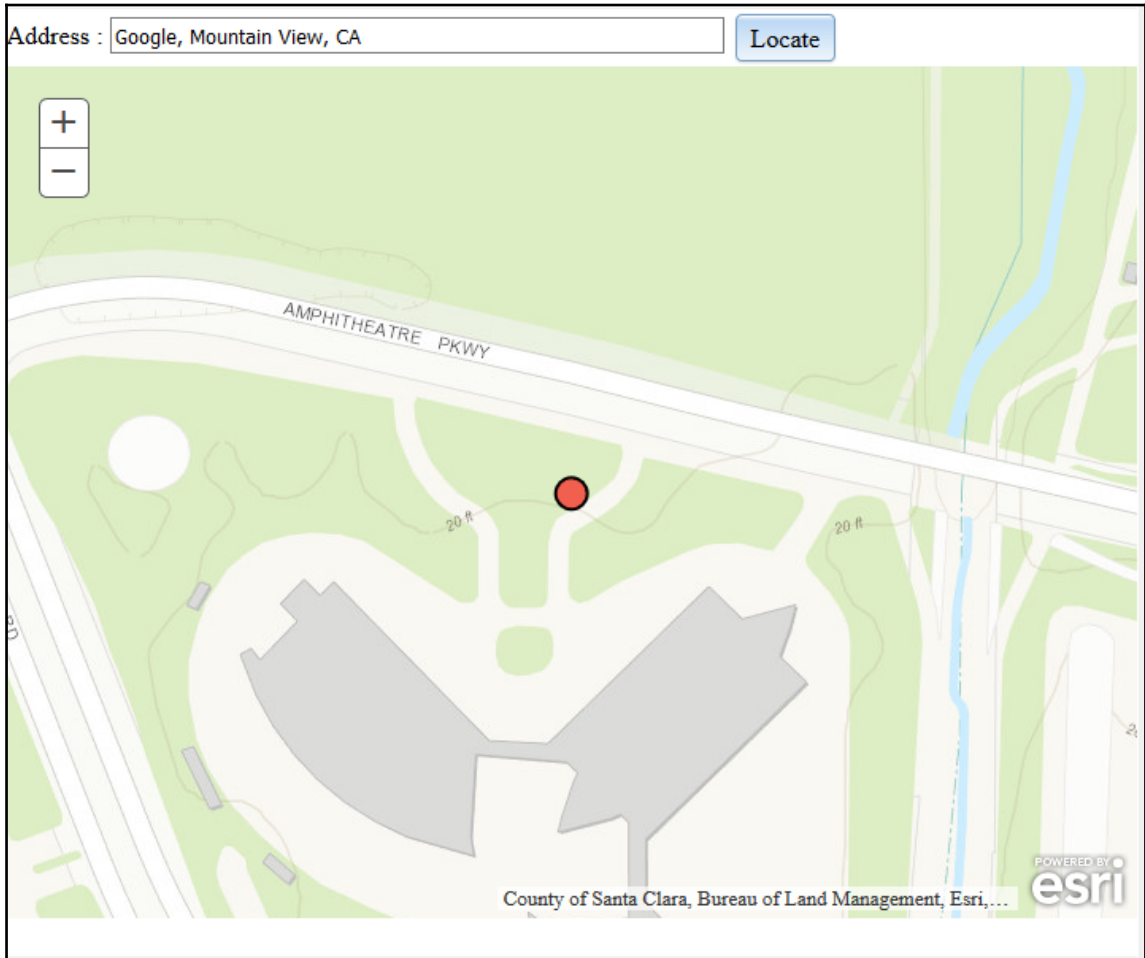 Address : Google, Mountain View, CA Locate
+
−
AMPHITHEATRE PKWY
20 ft
20 ft
RD
County of Santa Clara, Bureau of Land Management, Esri,...
POWERED BY
esri